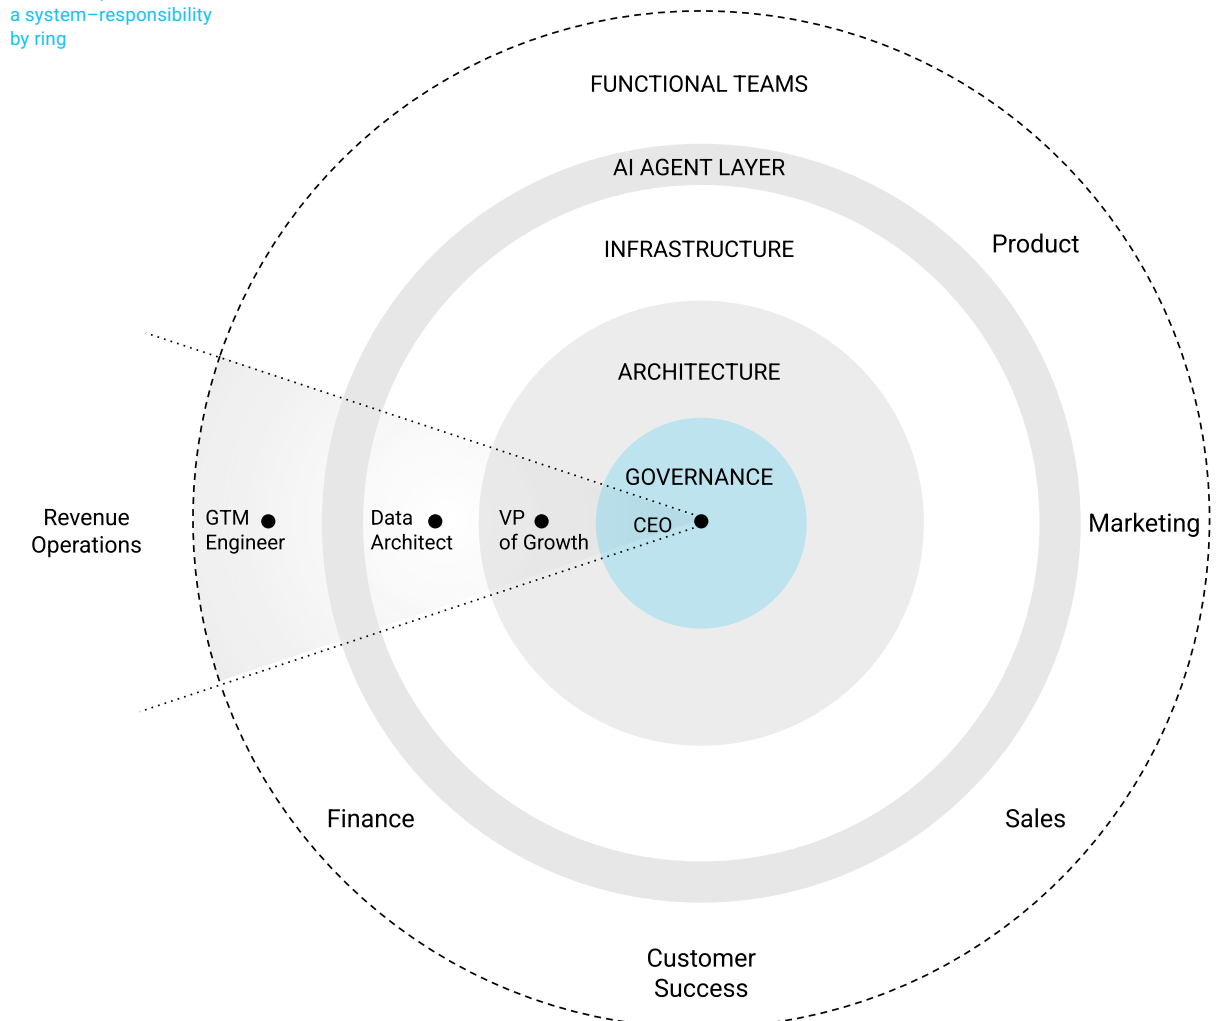 a system–responsibility
by ring
FUNCTIONAL TEAMS
AI AGENT LAYER
INFRASTRUCTURE
Product
ARCHITECTURE
GOVERNANCE
Revenue
Operations
GTM
Engineer
Data
Architect
VP
of Growth
CEO
Marketing
Finance
Sales
Customer
Success